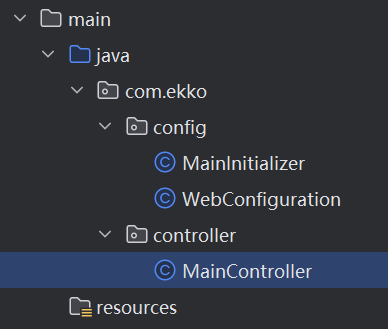 main
java
com.ekko
config
MainInitializer
WebConfiguration
controller
MainController
resources